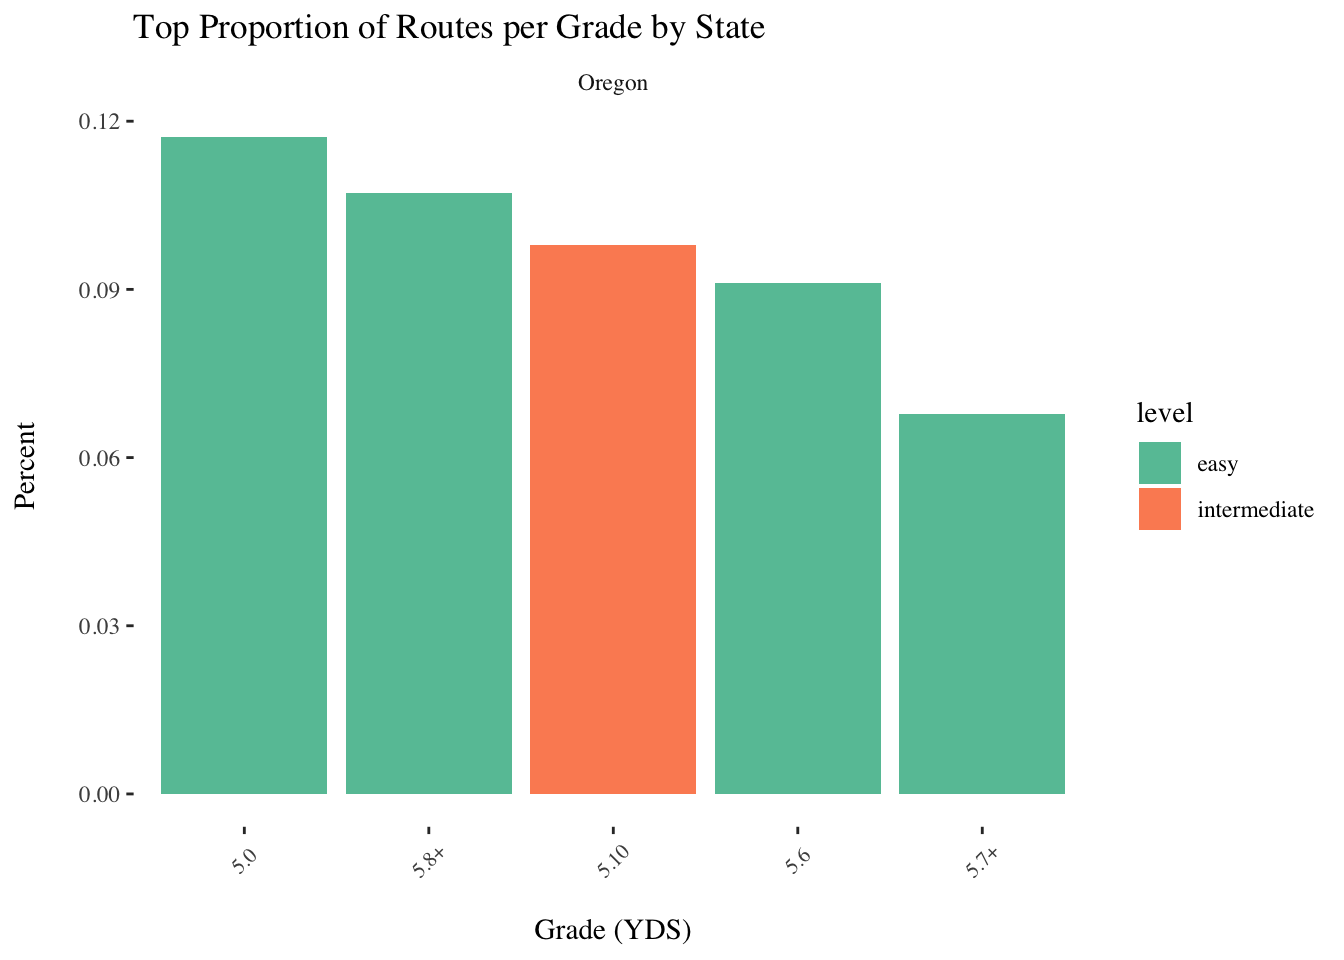 Top Proportion of Routes per Grade by State
Oregon
0.12
0.09
0.06
0.03
0.00
Percent
5.0
5.8+
5.10
5.6
5.7+
Grade (YDS)
level
easy
intermediate